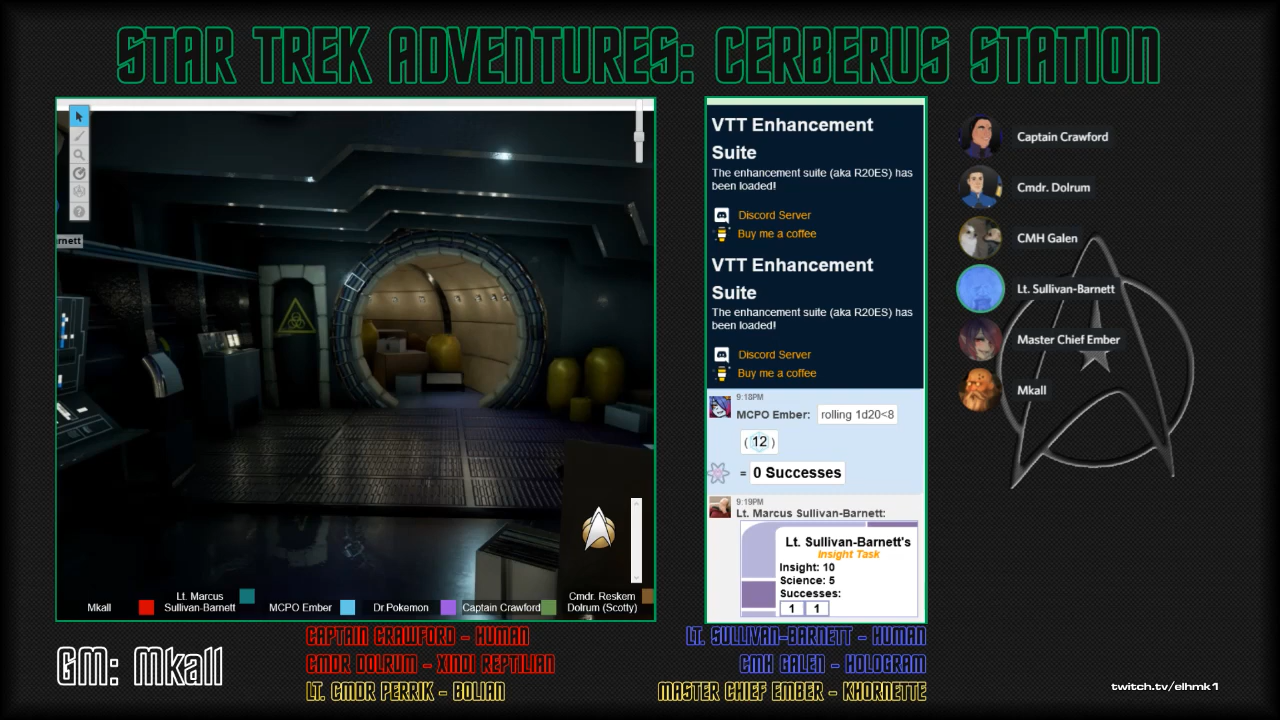 STAR TREK ADVENTURES: CERBERUS STATION
rnett
VTT Enhancement
Suite
The enhancement suite (aka R20ES) has
been loaded!
Discord Server
Buy me a coffee
VTT Enhancement
Suite
The enhancement suite (aka R20ES) has
been loaded!
Discord Server
Buy me a coffee
9:18PM
MCPO Ember: rolling 1d20<8
(12)
= 0 Successes
9:19PM
Lt. Marcus Sullivan-Barnett:
Lt. Sullivan-Barnett's
Insight Task
Insight: 10
Science: 5
Successes:
1 1
Captain Crawford
Cmdr. Dolrum
CMH Galen
Lt. Sullivan-Barnett
Master Chief Ember
Mkall
Mkall
Lt. Marcus
Sullivan-Barnett
MCPO Ember
Dr.Pokemon
Captain Crawford
Cmdr. Roskem
Dolrum (Scotty)
GM: Mkall
CAPTAIN CRAWFORD - HUMAN
CMDR DOLRUM - XINDI REPTILIAN
LT. CMDR PERRIK - BOLIAN
LT. SULLIVAN-BARNETT - HUMAN
CMH GALEN - HOLOGRAM
MASTER CHIEF EMBER - KHORNETTE
twitch.tv/elhmk1